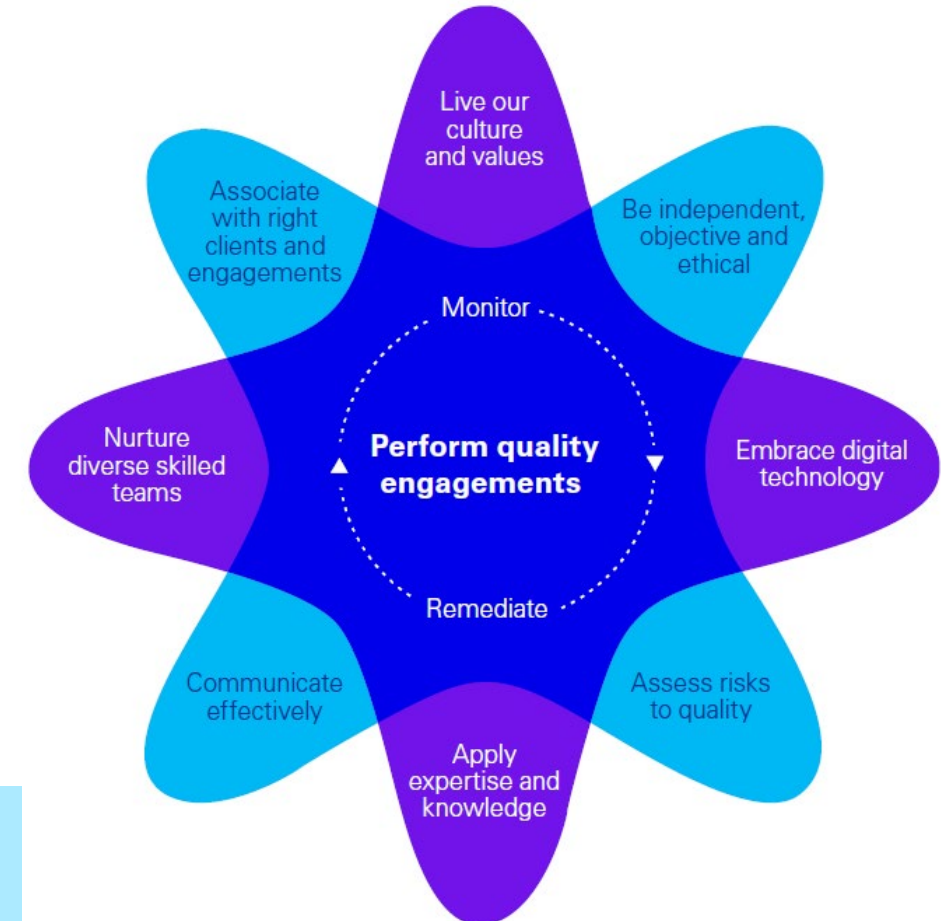 Live our
culture
and values
Be independent,
objective and
ethical
Embrace digital
technology
Assess risks
to quality
Apply
expertise and
knowledge
Communicate
effectively
Nurture
diverse skilled
teams
Associate
with right
clients and
engagements
Monitor
Perform quality
engagements
Remediate